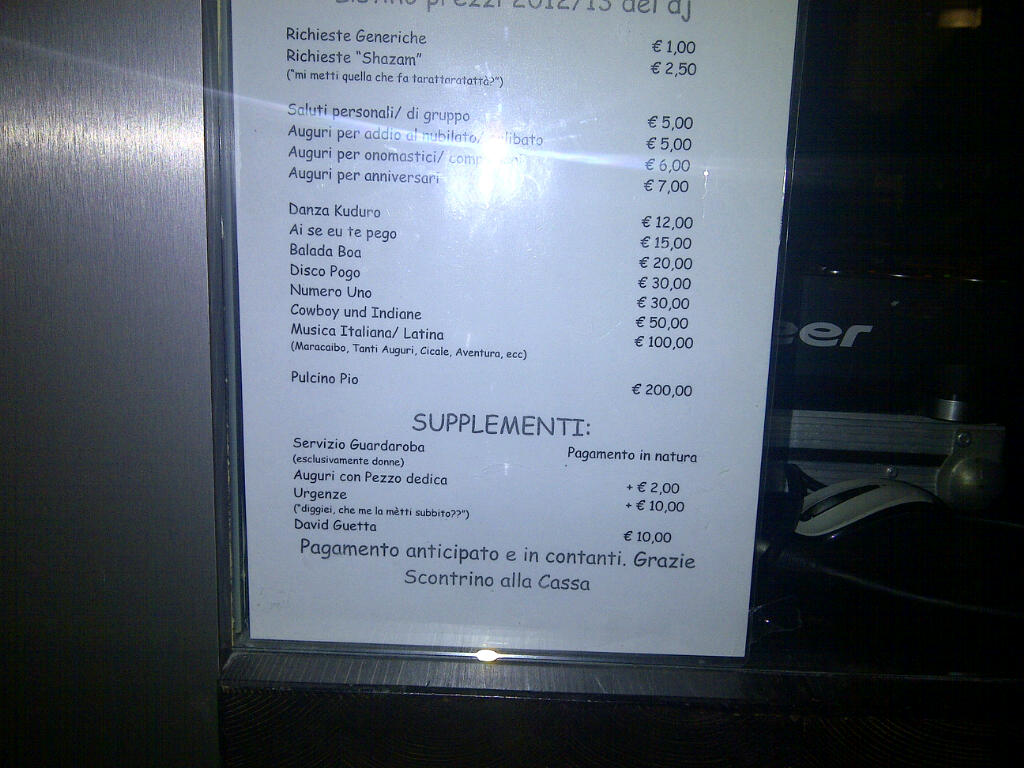 prezzi 2012/13 del dj
Richieste Generiche € 1,00
Richieste “Shazam” € 2,50
(“mi metti quella che fa tarattaratattà?”)
Saluti personali/ di gruppo € 5,00
Auguri per addio al nubilato/ € 5,00
Auguri per onomastici/ € 6,00
Auguri per anniversari € 7,00
Danza Kuduro € 12,00
Ai se eu te pego € 15,00
Balada Boa € 20,00
Disco Pogo € 30,00
Numero Uno € 30,00
Cowboy und Indiane € 50,00
Musica Italiana/ Latina € 100,00
(Maracaibo, Tanti Auguri, Cicale, Aventura, ecc)
Pulcino Pio € 200,00
SUPPLEMENTI:
Servizio Guardaroba Pagamento in natura
(esclusivamente donne)
Auguri con Pezzo dedica + € 2,00
Urgenze + € 10,00
(“diggiei, che me la mètti subbito??”)
David Guetta € 10,00
Pagamento anticipato e in contanti. Grazie
Scontrino alla Cassa